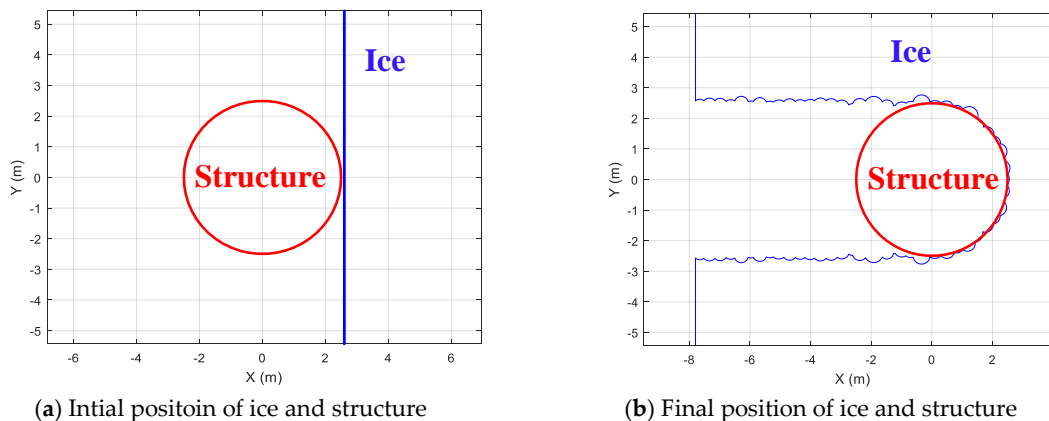 5
4
3
2
1
0
-1
-2
-3
-4
-5
Y (m)
Ice
Structure
-6 -4 -2 0 2 4 6
X (m)
(a) Intial positoin of ice and structure
5
4
3
2
1
0
-1
-2
-3
-4
-5
Y (m)
Ice
Structure
-8 -6 -4 -2 0 2
X (m)
(b) Final position of ice and structure